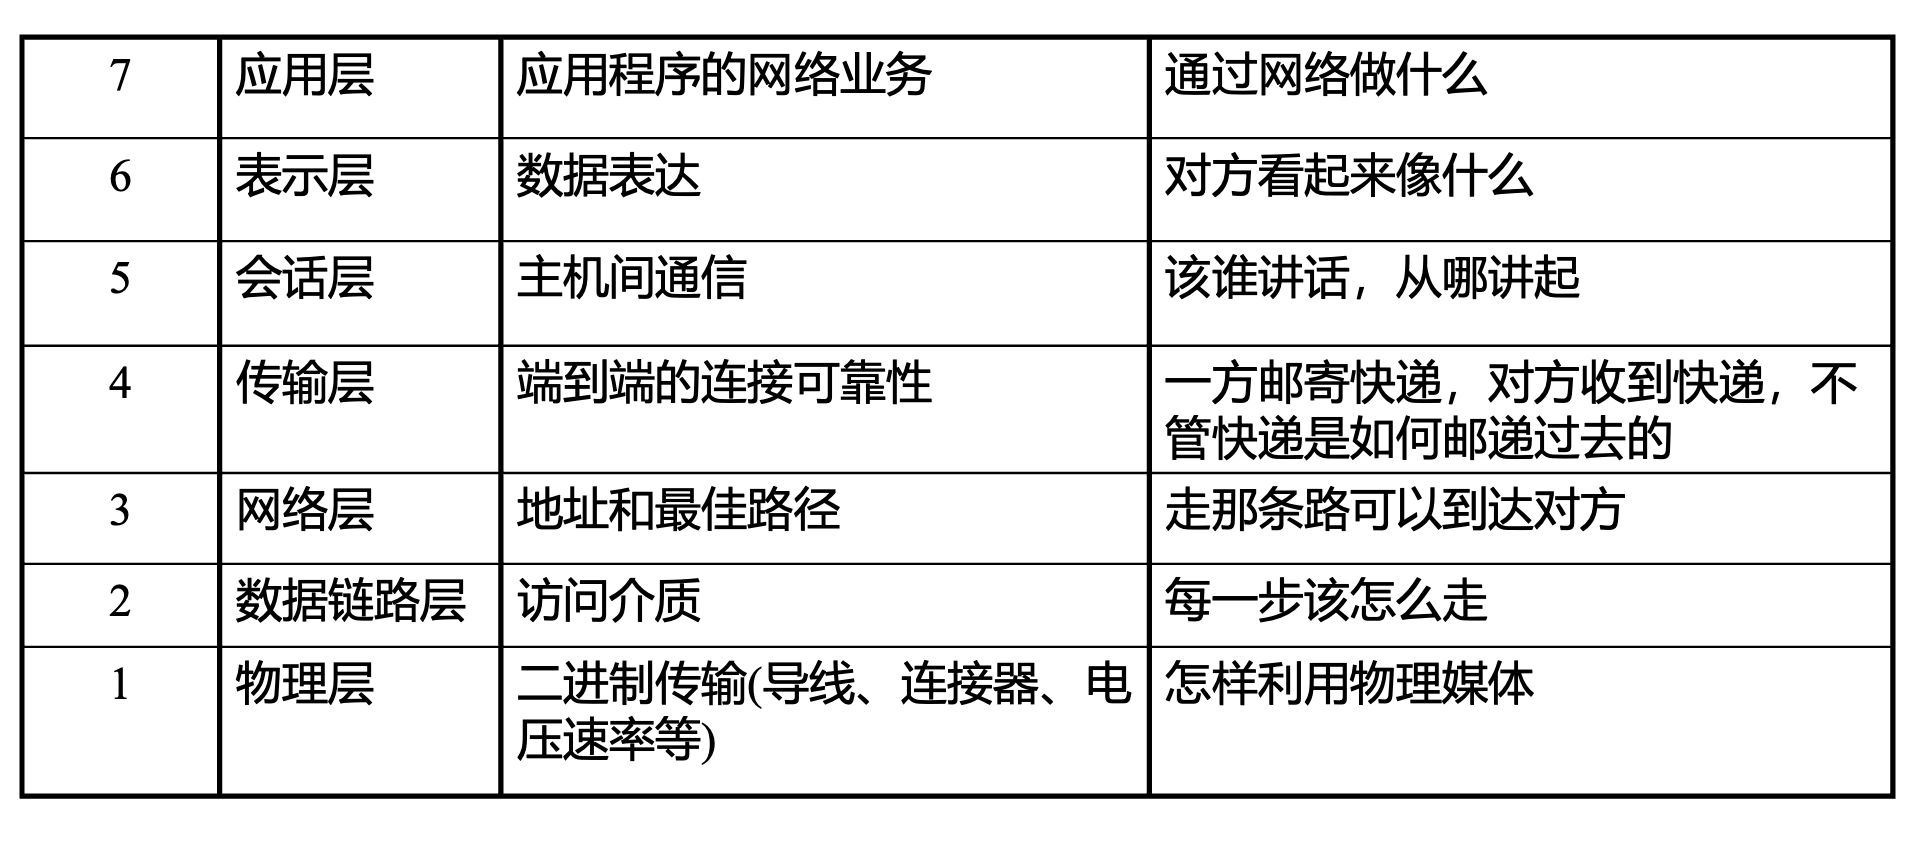 7 应用层 应用程序的网络业务 通过网络做什么
6 表示层 数据表达 对方看起来像什么
5 会话层 主机间通信 该谁讲话，从哪讲起
4 传输层 端到端的连接可靠性 一方邮寄快递，对方收到快递，不
管快递是如何邮递过去的
3 网络层 地址和最佳路径 走那条路可以到达对方
2 数据链路层 访问介质 每一步该怎么走
1 物理层 二进制传输(导线、连接器、电 怎样利用物理媒体
压速率等)